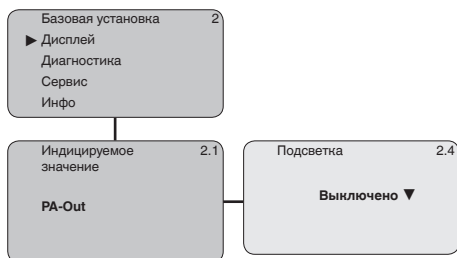 Базовая установка 2
▶ Дисплей
Диагностика
Сервис
Инфо
Индицируемое 2.1
значение
PA-Out
Подсветка 2.4
Выключено ▼